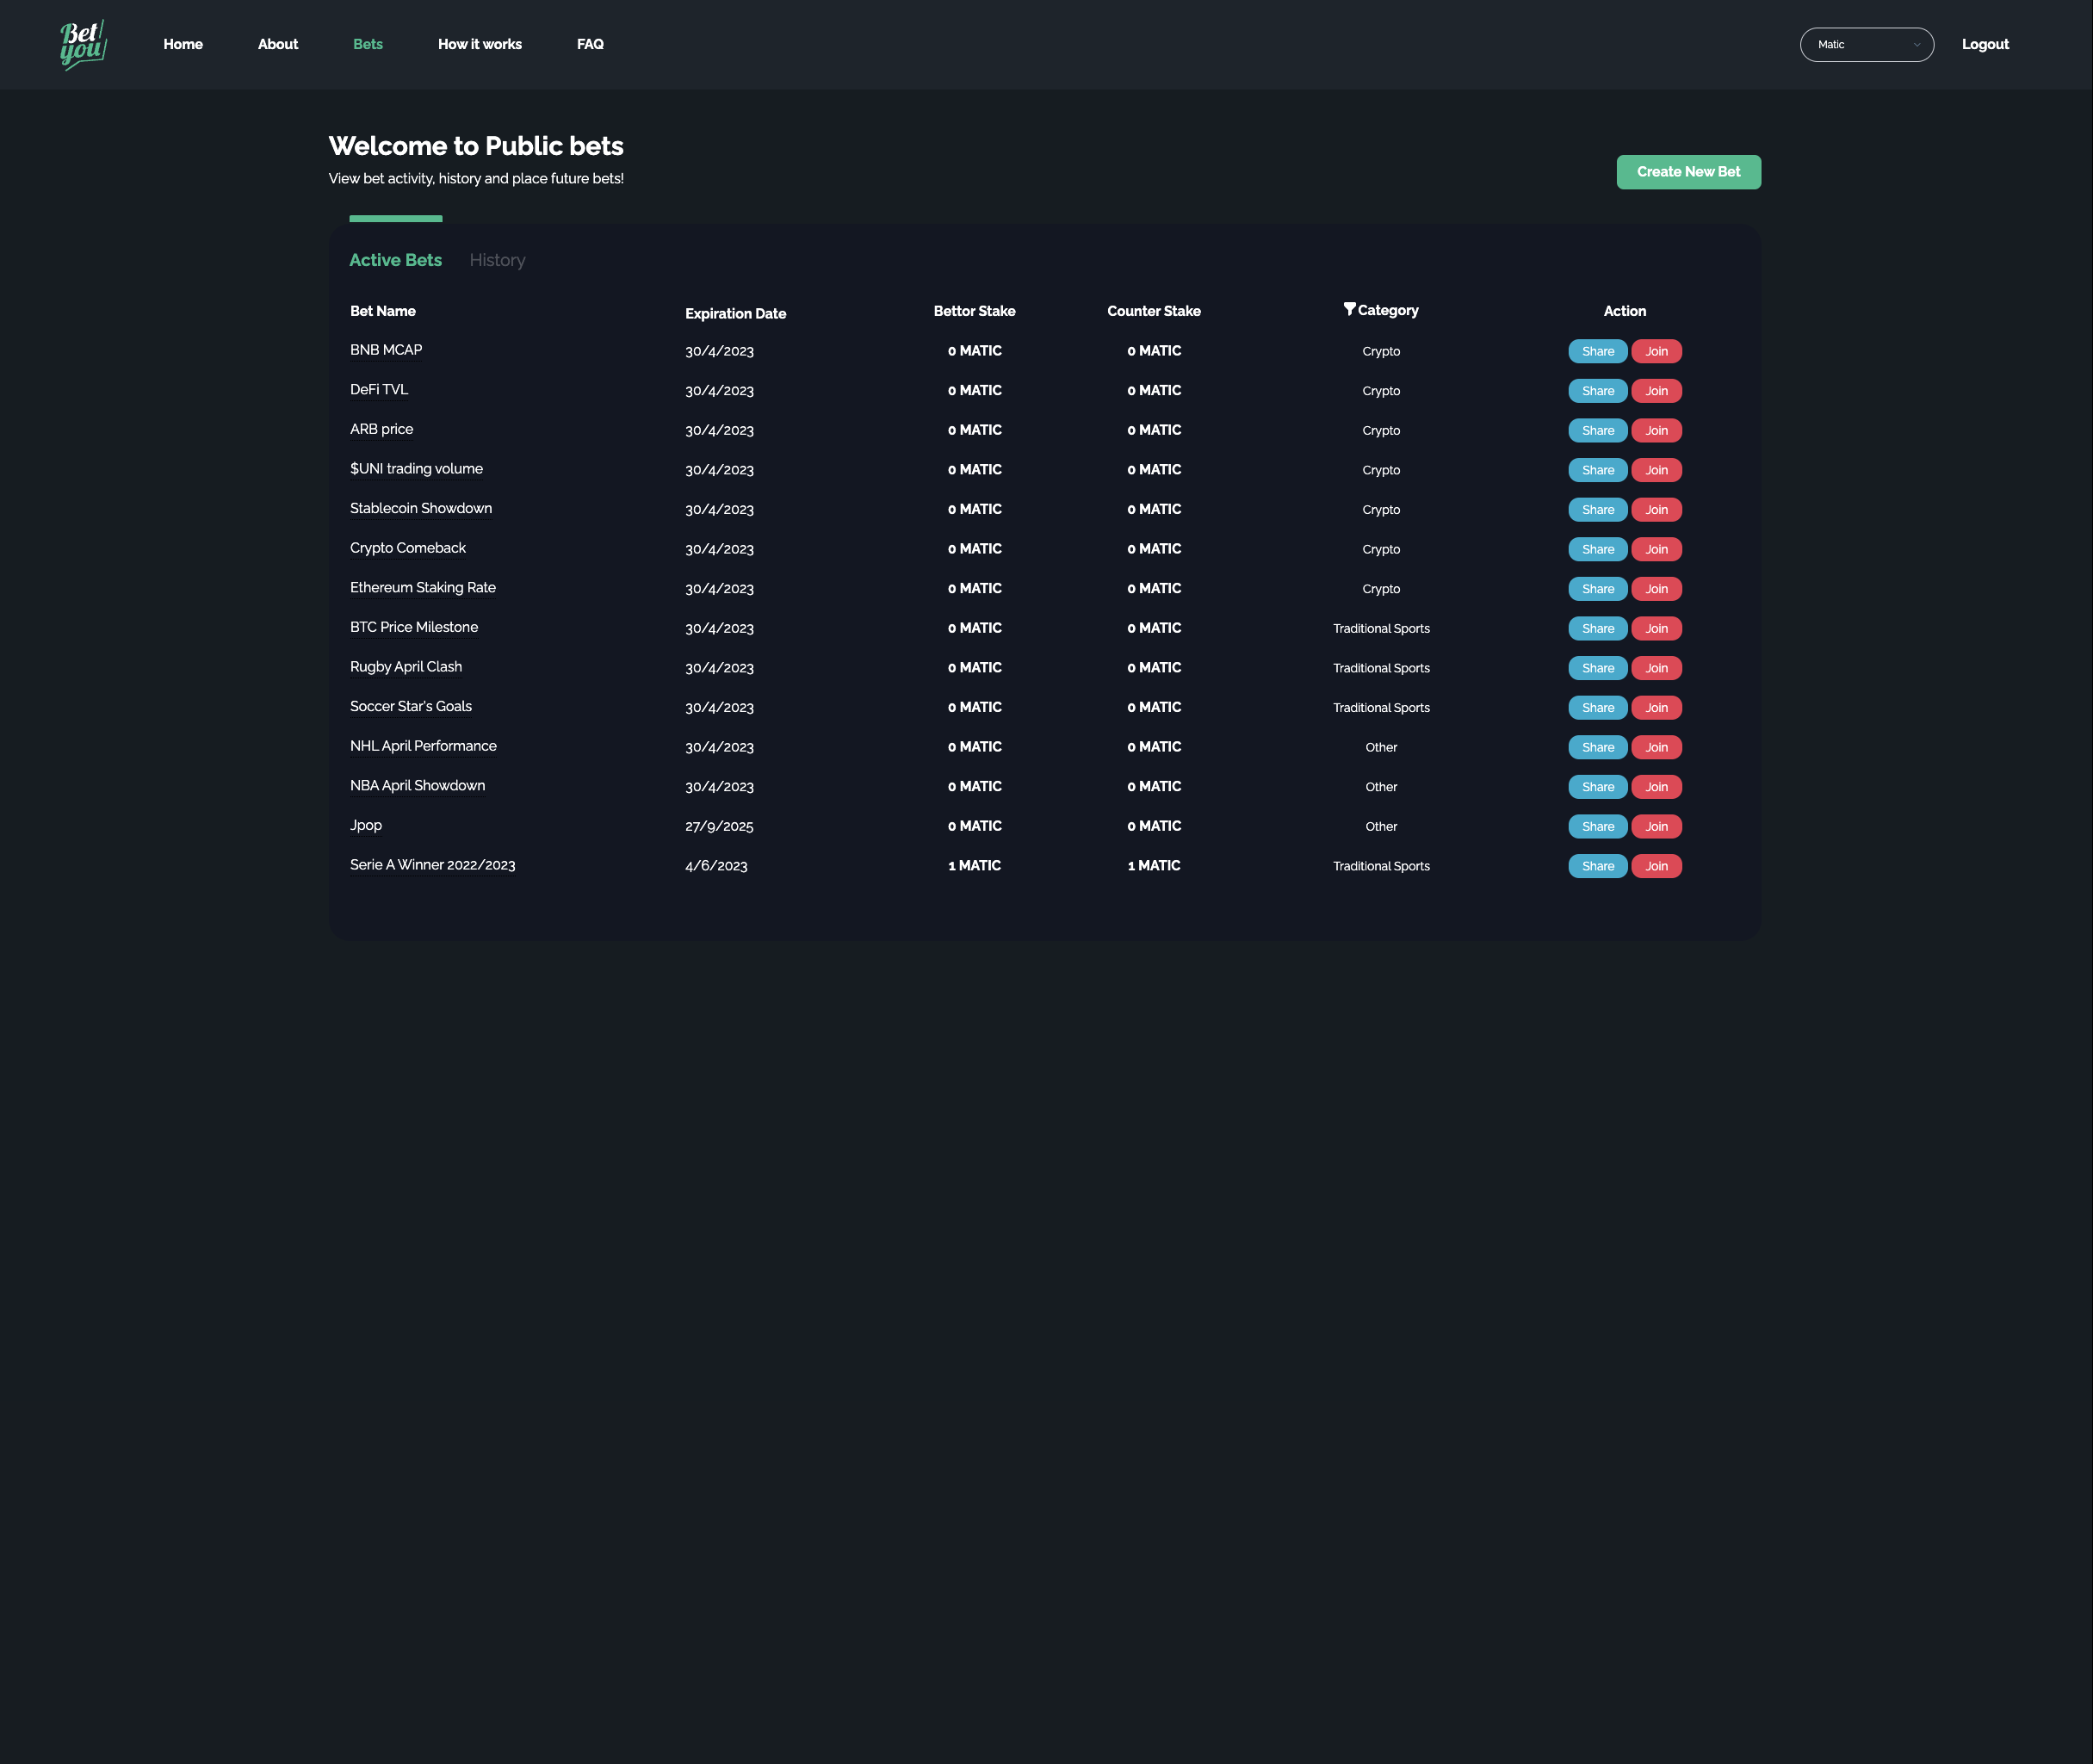 Bet you!
Home About Bets How it works FAQ Matic Logout
Welcome to Public bets
View bet activity, history and place future bets!
Create New Bet
Active Bets History
Bet Name Expiration Date Bettor Stake Counter Stake Category Action
BNB MCAP 30/4/2023 0 MATIC 0 MATIC Crypto Share Join
DeFi TVL 30/4/2023 0 MATIC 0 MATIC Crypto Share Join
ARB price 30/4/2023 0 MATIC 0 MATIC Crypto Share Join
$UNI trading volume 30/4/2023 0 MATIC 0 MATIC Crypto Share Join
Stablecoin Showdown 30/4/2023 0 MATIC 0 MATIC Crypto Share Join
Crypto Comeback 30/4/2023 0 MATIC 0 MATIC Crypto Share Join
Ethereum Staking Rate 30/4/2023 0 MATIC 0 MATIC Crypto Share Join
BTC Price Milestone 30/4/2023 0 MATIC 0 MATIC Traditional Sports Share Join
Rugby April Clash 30/4/2023 0 MATIC 0 MATIC Traditional Sports Share Join
Soccer Star's Goals 30/4/2023 0 MATIC 0 MATIC Traditional Sports Share Join
NHL April Performance 30/4/2023 0 MATIC 0 MATIC Other Share Join
NBA April Showdown 30/4/2023 0 MATIC 0 MATIC Other Share Join
Jpop 27/9/2025 0 MATIC 0 MATIC Other Share Join
Serie A Winner 2022/2023 4/6/2023 1 MATIC 1 MATIC Traditional Sports Share Join